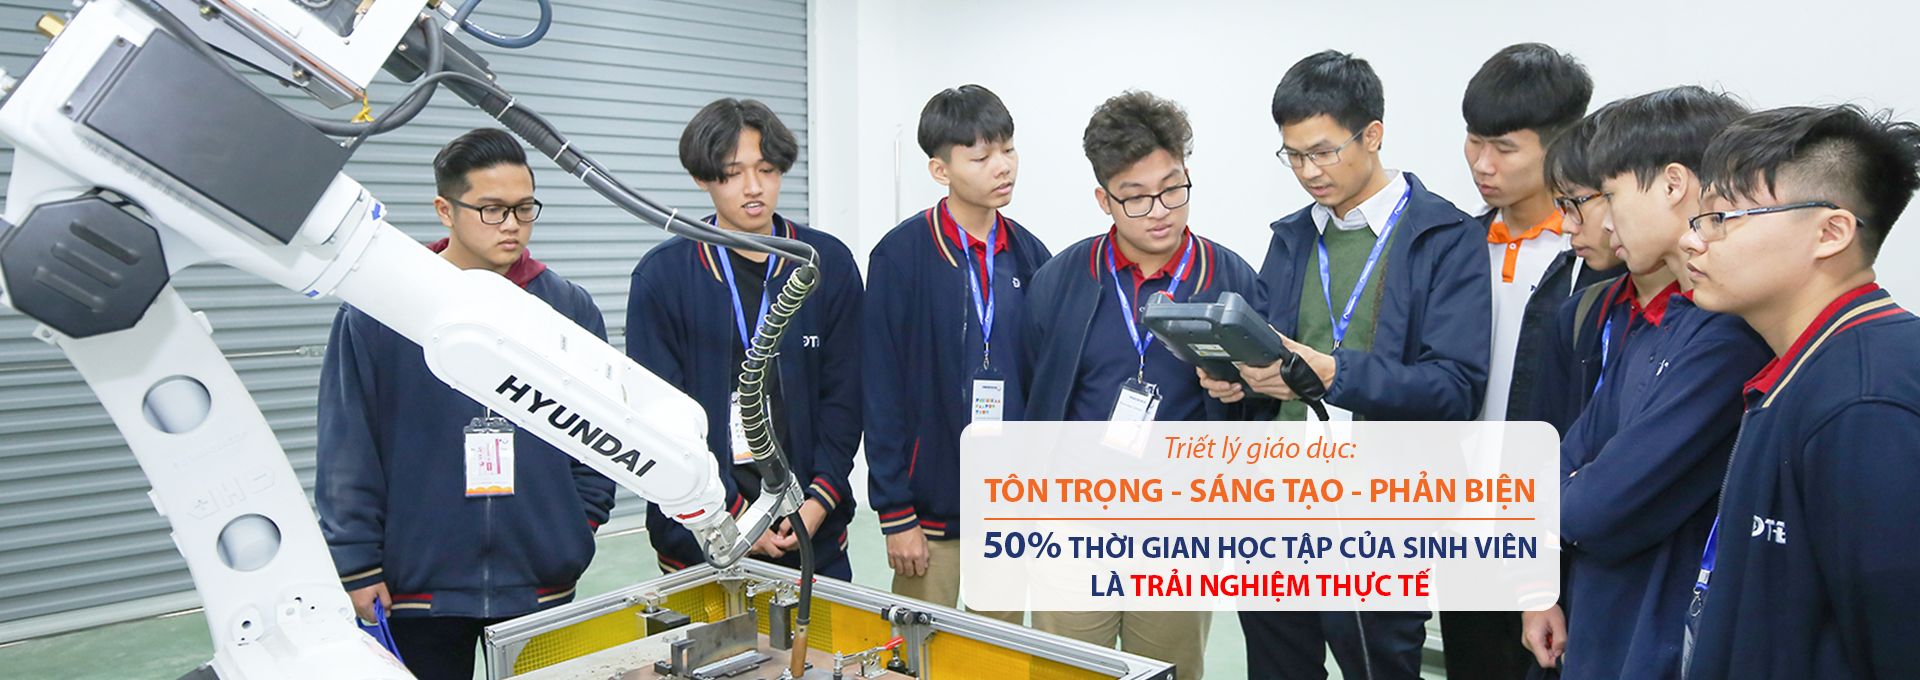 HYUNDAI
Triết lý giáo dục:
TÔN TRỌNG - SÁNG TẠO - PHẢN BIỆN
50% THỜI GIAN HỌC TẬP CỦA SINH VIÊN
LÀ TRẢI NGHIỆM THỰC TẾ